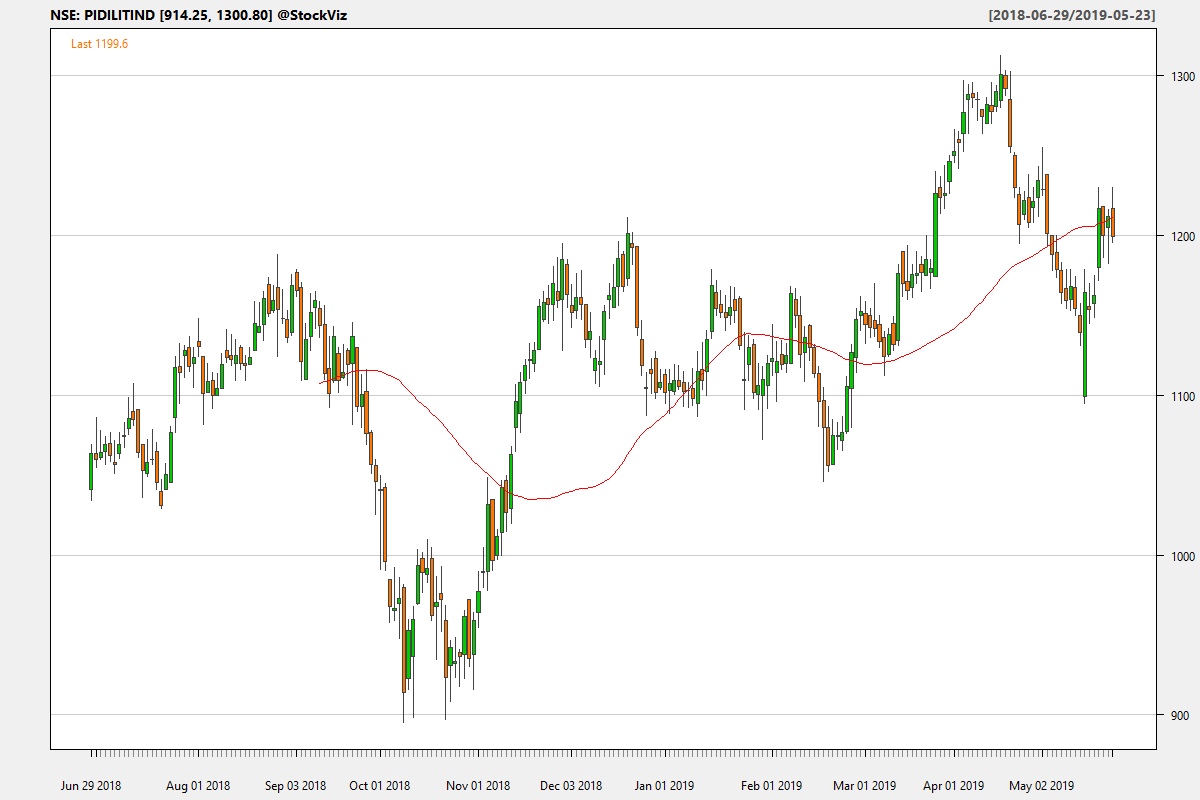 NSE: PIDILITIND [914.25, 1300.80] @StockViz [2018-06-29/2019-05-23]
Last 1199.6
1300
1200
1100
1000
900
Jun 29 2018 Aug 01 2018 Sep 03 2018 Oct 01 2018 Nov 01 2018 Dec 03 2018 Jan 01 2019 Feb 01 2019 Mar 01 2019 Apr 01 2019 May 02 2019